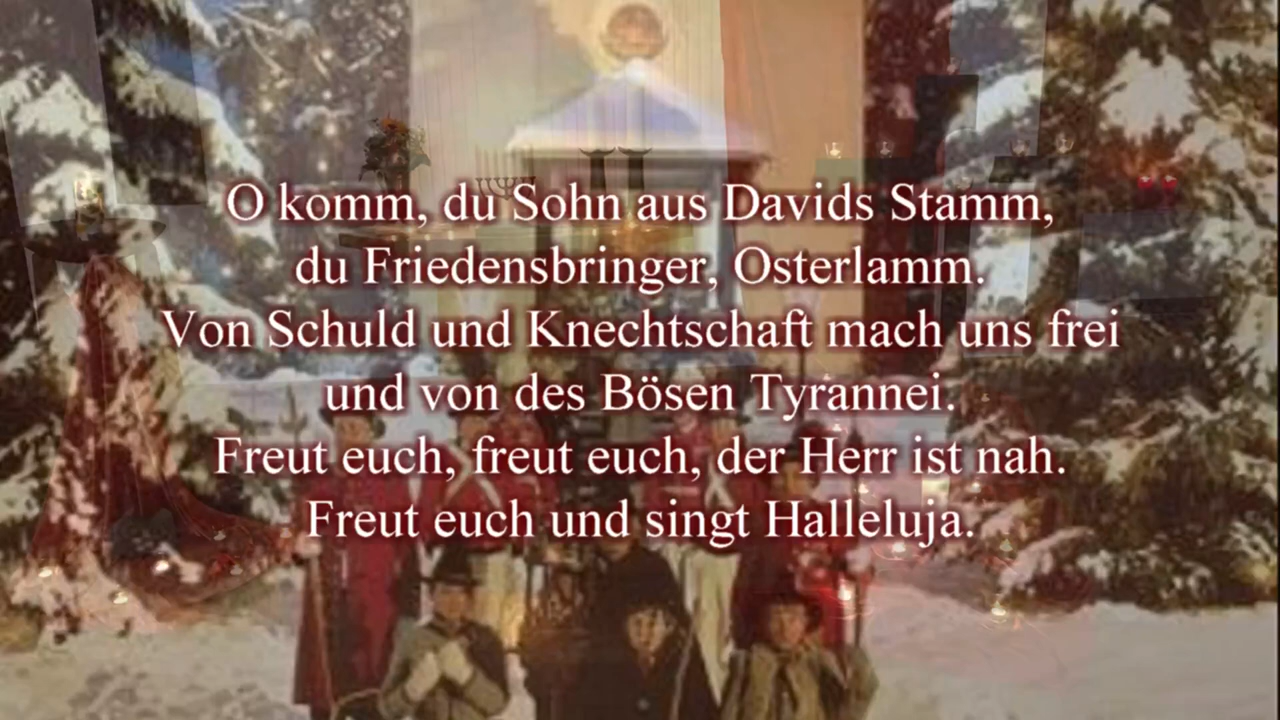 O komm, du Sohn aus Davids Stamm,
du Friedensbringer, Osterlamm.
Von Schuld und Knechtschaft mach uns frei
und von des Bösen Tyrannei.
Freut euch, freut euch, der Herr ist nah.
Freut euch und singt Halleluja.